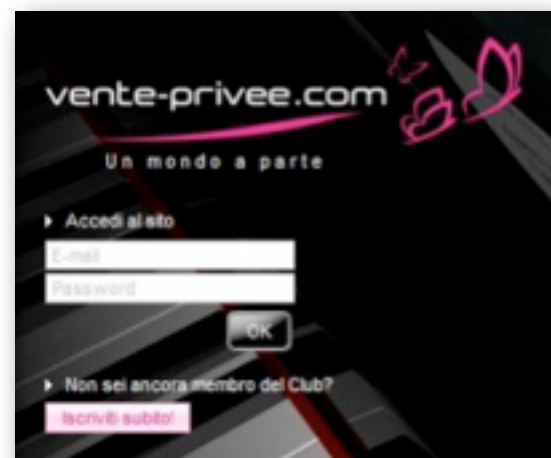 vente-privee.com
Un mondo a parte
Accedi al sito
E-mail
Password
OK
Non sei ancora membro del Club?
Iscriviti subito!